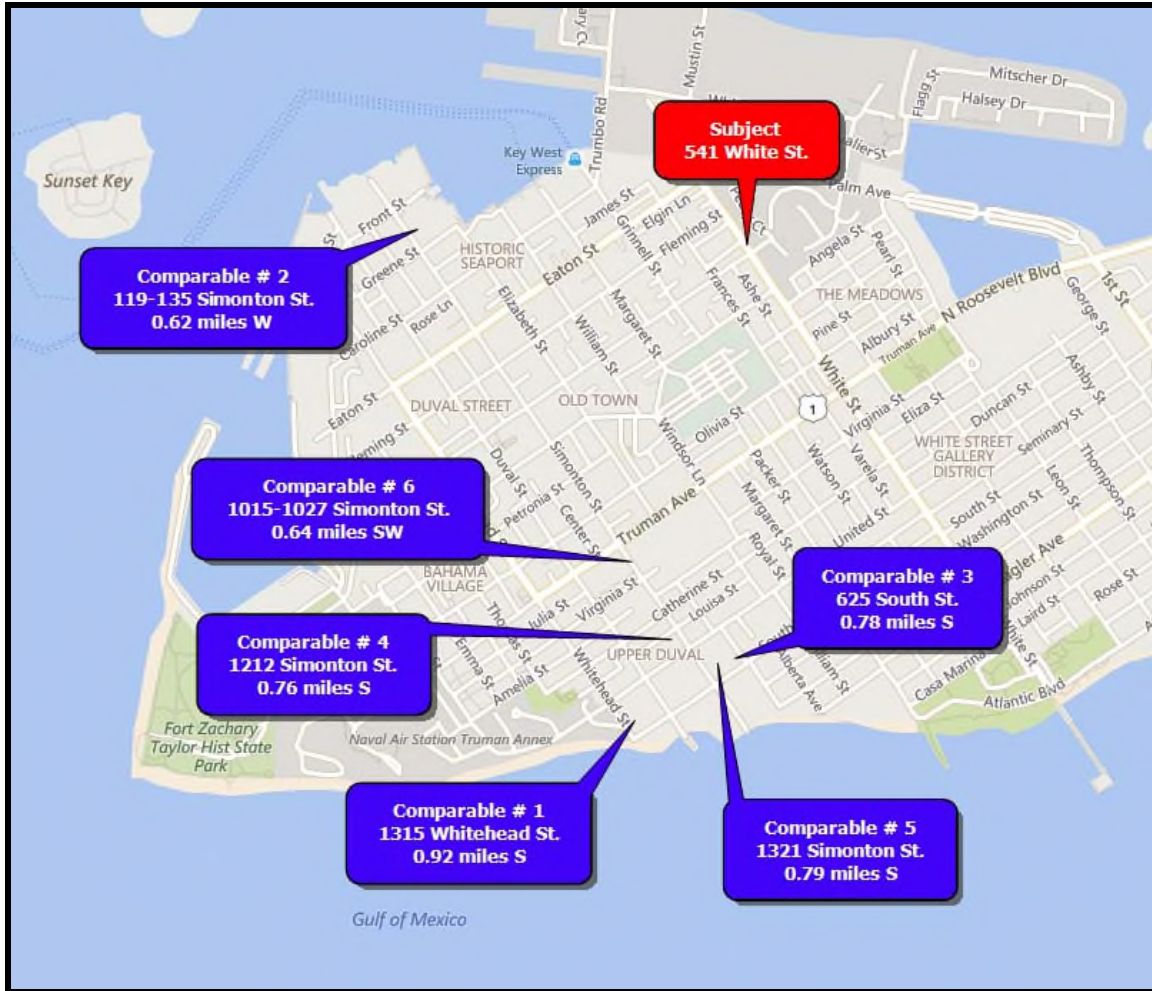 Mustin St
Mitscher Dr
Halsey Dr
Flagg St
Trumbo Rd
Subject
541 White St.
Key West
Express
Sunset Key
Palm Ave
Front St
James St
Elgin Ln
Grinnell St
Fleming St
Angela St
Pearl St
HISTORIC
SEAPORT
Eaton St
Greene St
Comparable # 2
119-135 Simonton St.
0.62 miles W
Ashe St
Frances St
THE MEADOWS
N Roosevelt Blvd
1st St
George St
Rose Ln
Caroline St
Elizabeth St
William St
Margaret St
Pine St
Albury St
Truman Ave
Ashby St
White St
Eaton St
DUVAL STREET
OLD TOWN
1
Virginia St
Eliza St
Duncan St
Olivia St
WHITE STREET
GALLERY
DISTRICT
Seminary St
Windsor Ln
Duval St
Simonton St
Packer St
Watson St
Varela St
Leon St
Thompson St
Comparable # 6
1015-1027 Simonton St.
0.64 miles SW
Petronia St
Center St
Truman Ave
Margaret St
Royal St
United St
South St
Washington St
BAHAMA
VILLAGE
Julia St
Virginia St
Catherine St
Louisa St
Comparable # 3
625 South St.
0.78 miles S
Johnson St
Laird St
Rose St
Comparable # 4
1212 Simonton St.
0.76 miles S
Thomas St
Emma St
Amelia St
Whitehead St
UPPER DUVAL
Alberta Ave
White St
Casa Marina
Atlantic Blvd
Fort Zachary
Taylor Hist State
Park
Naval Air Station Truman Annex
Comparable # 1
1315 Whitehead St.
0.92 miles S
Comparable # 5
1321 Simonton St.
0.79 miles S
Gulf of Mexico